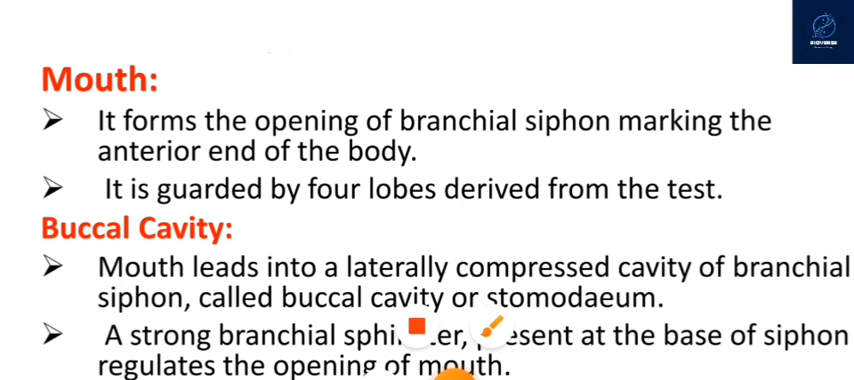 BIOVERSE
Mouth:
➢ It forms the opening of branchial siphon marking the
anterior end of the body.
➢ It is guarded by four lobes derived from the test.
Buccal Cavity:
➢ Mouth leads into a laterally compressed cavity of branchial
siphon, called buccal cavity or stomodaeum.
➢ A strong branchial at the base of siphon
regulates the opening of mouth.